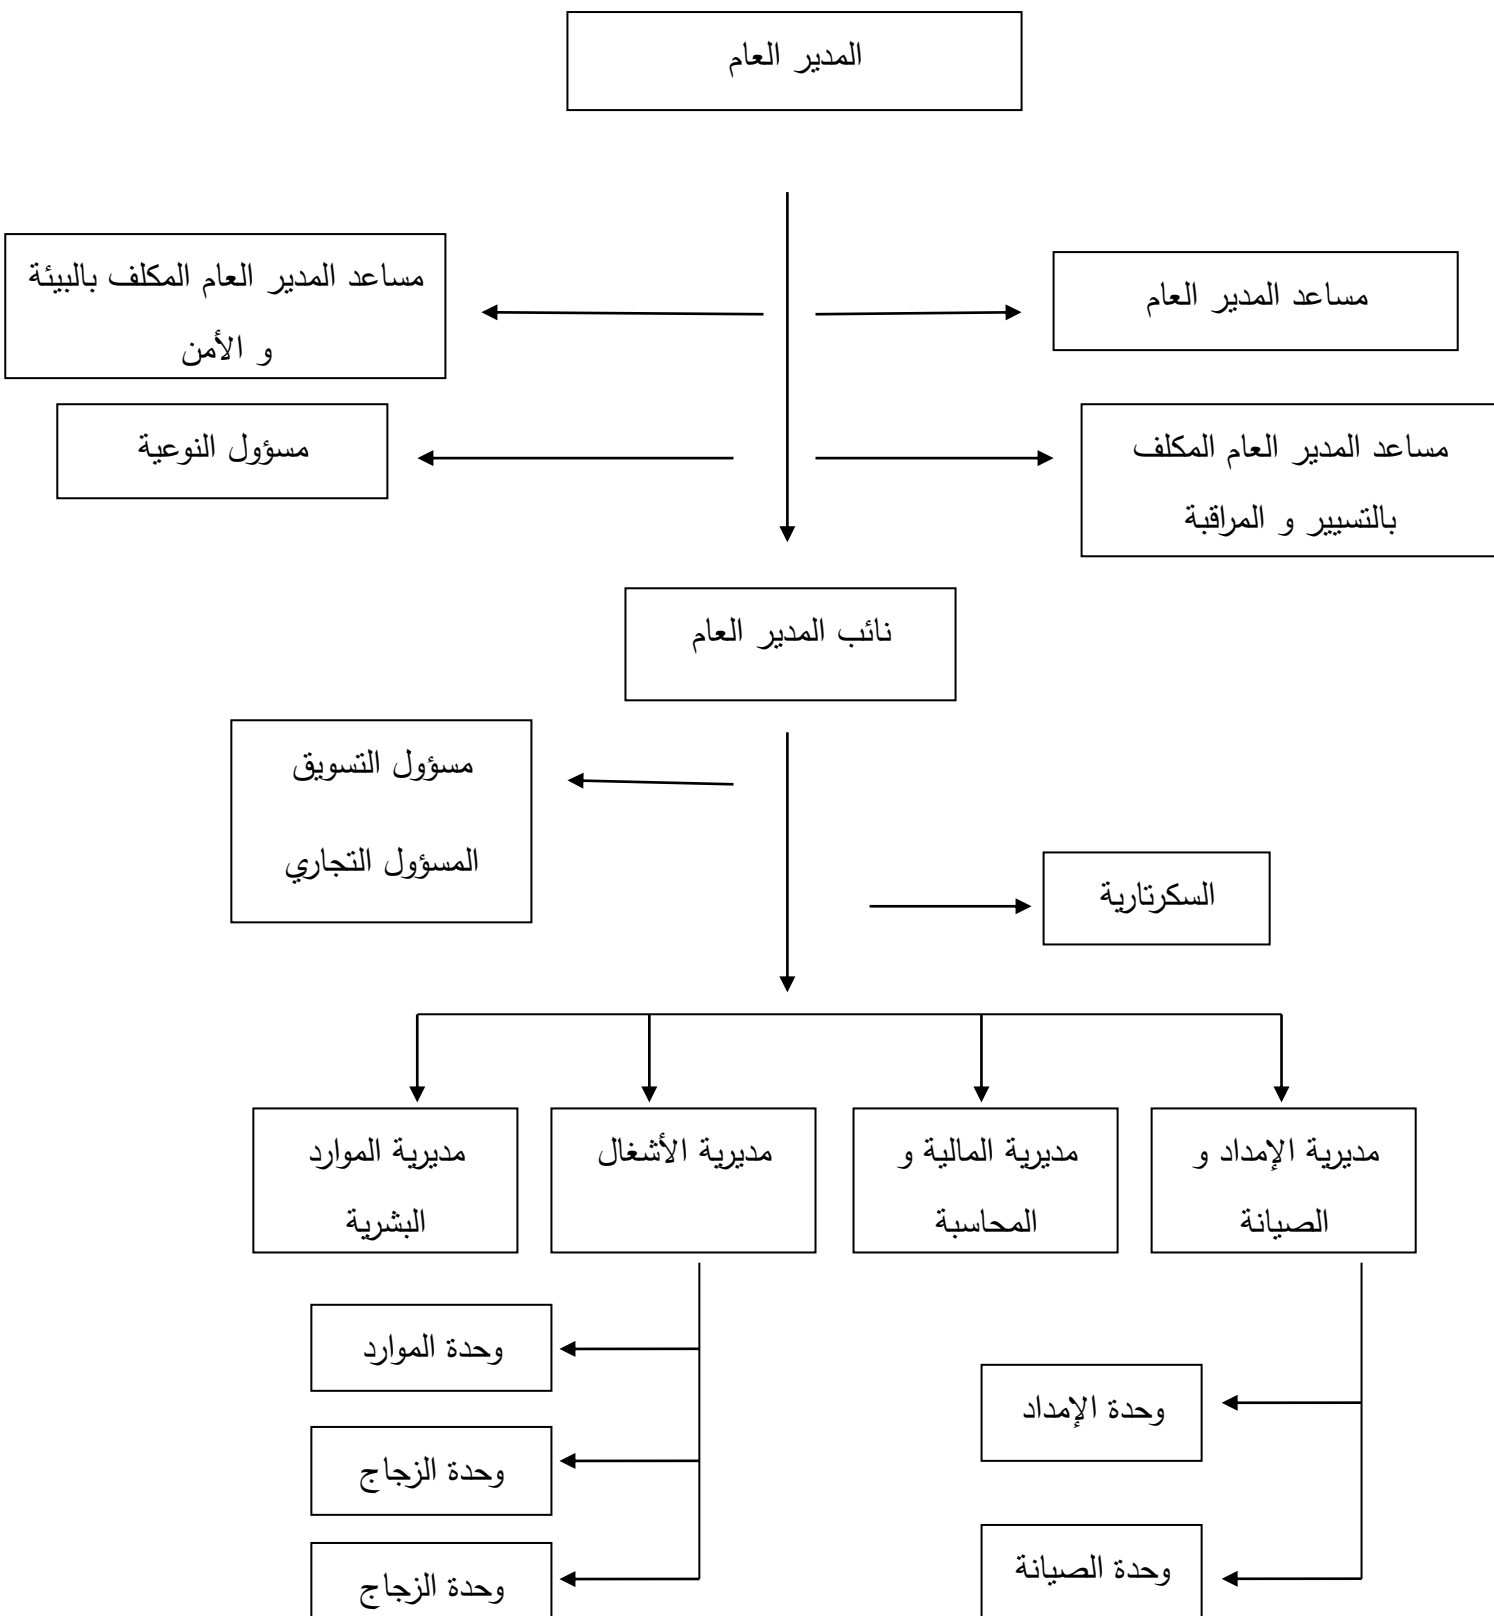 المدير العام
مساعد المدير العام
مساعد المدير العام المكلف بالبيئة
و الأمن
مساعد المدير العام المكلف
بالتسيير و المراقبة
مسؤول النوعية
نائب المدير العام
مسؤول التسويق
المسؤول التجاري
السكرتارية
مديرية الإمداد و
الصيانة
مديرية المالية و
المحاسبة
مديرية الأشغال
مديرية الموارد
البشرية
وحدة الإمداد
وحدة الصيانة
وحدة الموارد
وحدة الزجاج
وحدة الزجاج